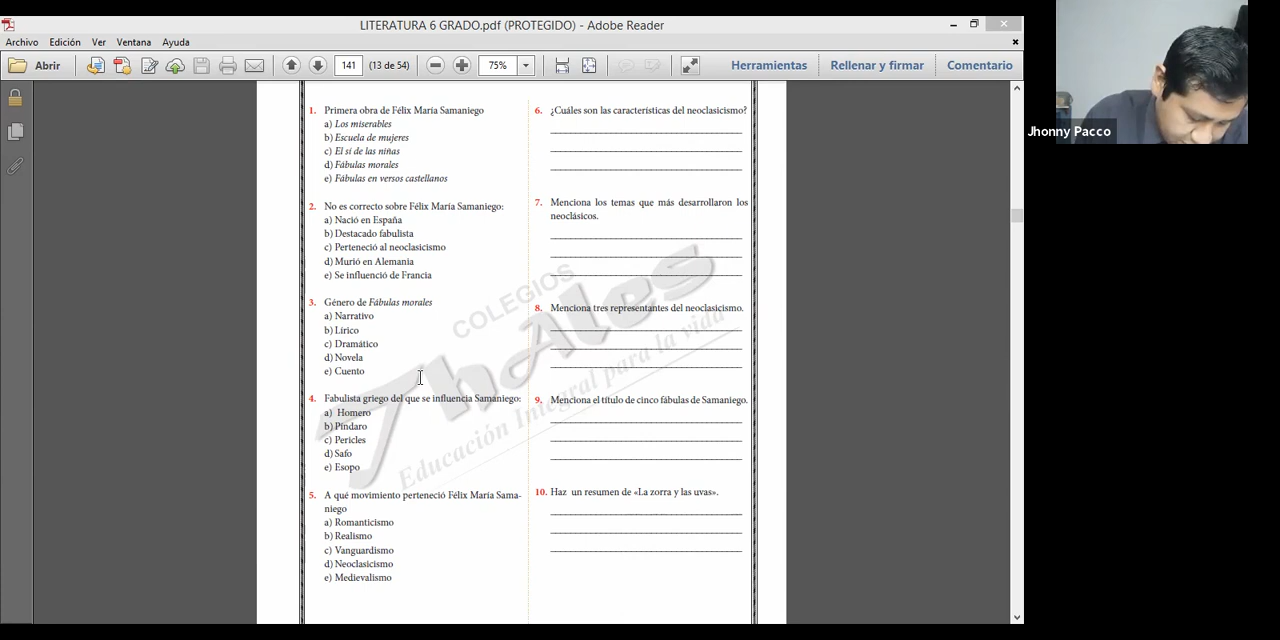 LITERATURA 6 GRADO.pdf (PROTEGIDO) - Adobe Reader
Archivo Edición Ver Ventana Ayuda
Abrir 141 (13 de 54) 75% Herramientas Rellenar y firmar Comentario
1. Primera obra de Félix María Samaniego
a) Los miserables
b) Escuela de mujeres
c) El sí de las niñas
d) Fábulas morales
e) Fábulas en versos castellanos
2. No es correcto sobre Félix María Samaniego:
a) Nació en España
b) Destacado fabulista
c) Perteneció al neoclasicismo
d) Murió en Alemania
e) Se influenció de Francia
3. Género de Fábulas morales
a) Narrativo
b) Lírico
c) Dramático
d) Novela
e) Cuento
4. Fabulista griego del que se influencia Samaniego:
a) Homero
b) Píndaro
c) Pericles
d) Safo
e) Esopo
5. A qué movimiento perteneció Félix María Sama-
niego
a) Romanticismo
b) Realismo
c) Vanguardismo
d) Neoclasicismo
e) Medievalismo
6. ¿Cuáles son las características del neoclasicismo?
7. Menciona los temas que más desarrollaron los
neoclásicos.
8. Menciona tres representantes del neoclasicismo.
9. Menciona el título de cinco fábulas de Samaniego.
10. Haz un resumen de «La zorra y las uvas».
COLEGIOS
Thales
Educación Integral para la vida
Jhonny Pacco